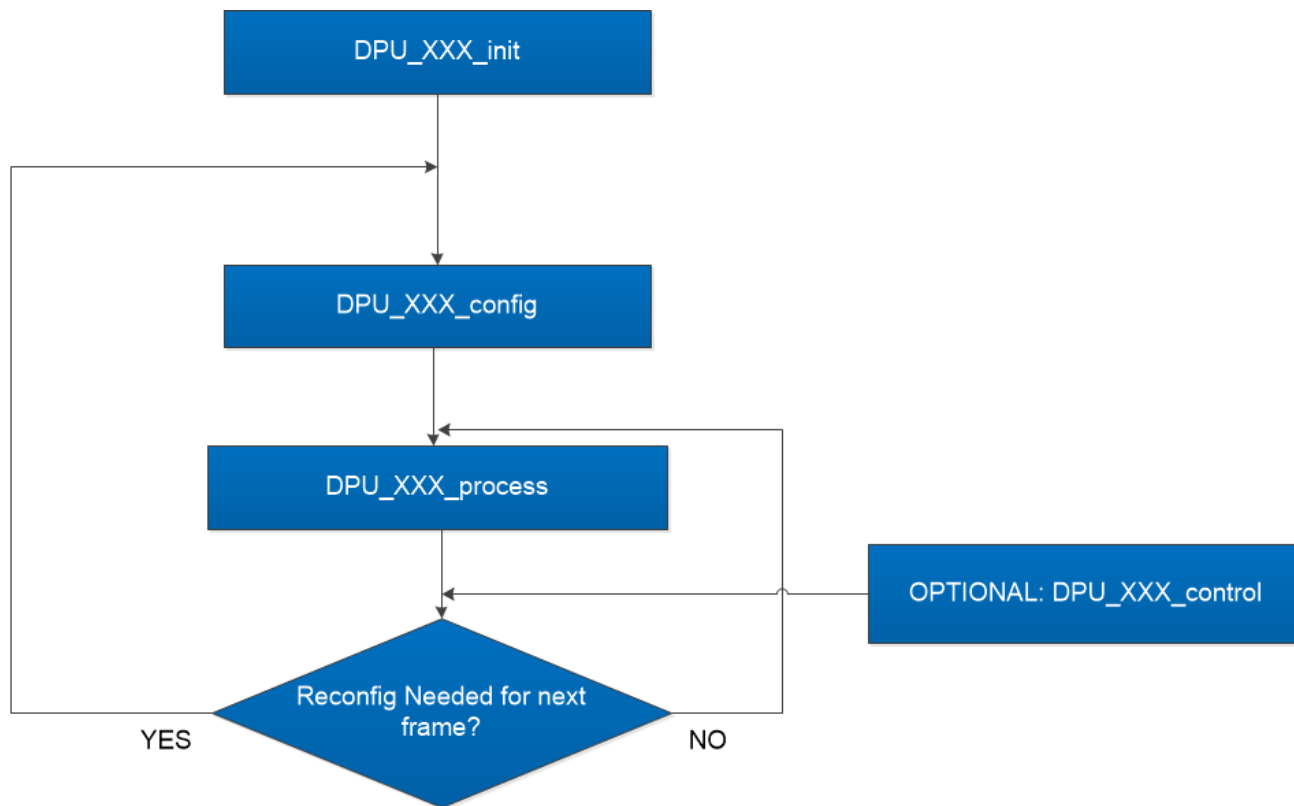 DPU_XXX_init
DPU_XXX_config
DPU_XXX_process
OPTIONAL: DPU_XXX_control
Reconfig Needed for next
frame?
YES
NO